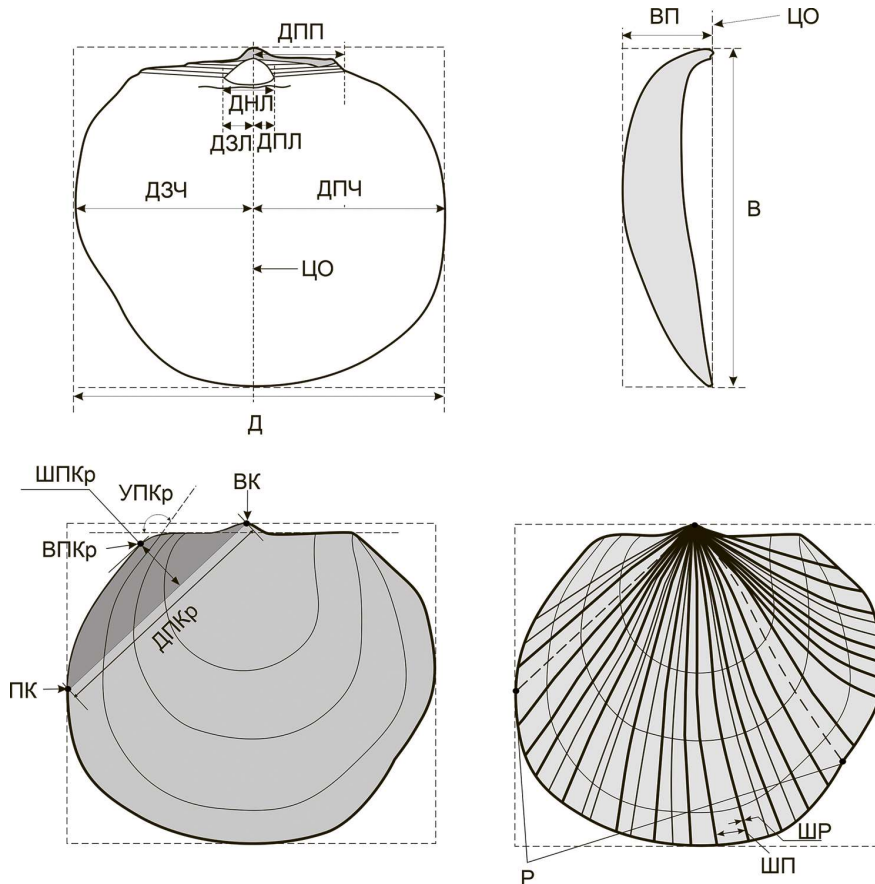 ДПП
ДНЛ
ДЗЛ ДПЛ
ДЗЧ ДПЧ
ЦО
Д
ВП
ЦО
В
ШПКр
УПКр
ВК
ВПКр
ДПКр
ПК
ШР
ШП
Р